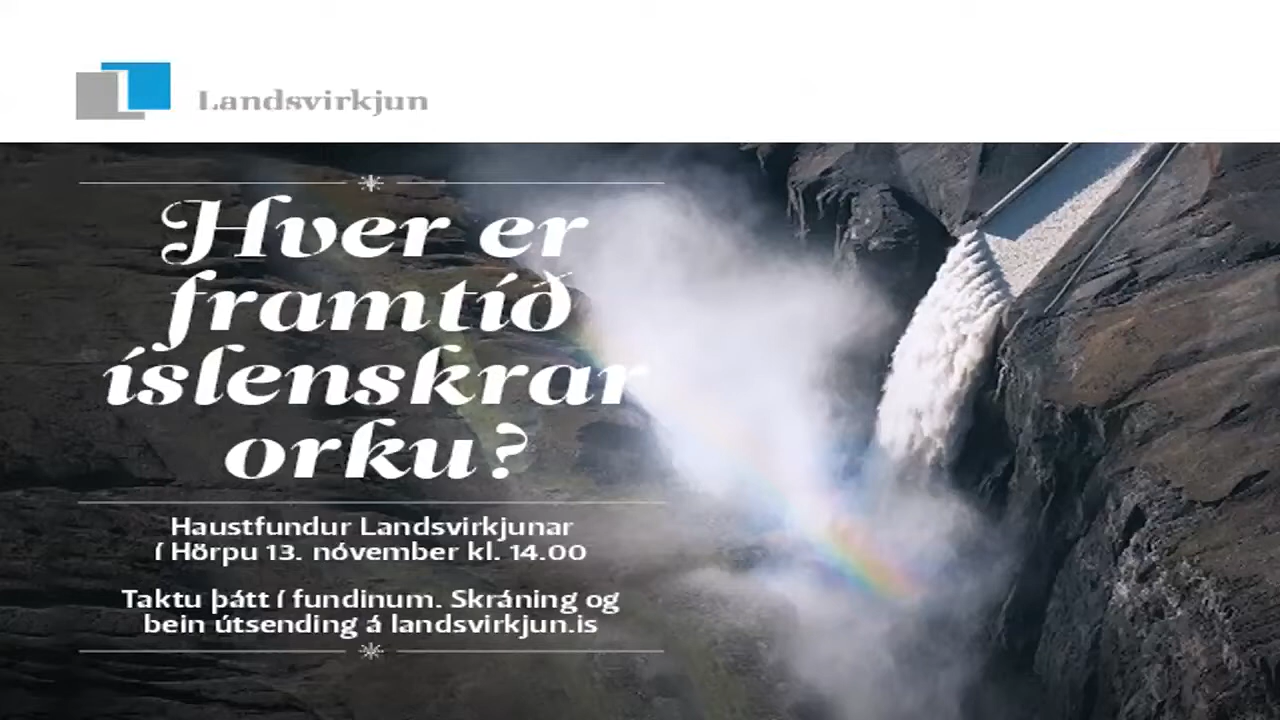 Landsvirkjun
Hver er
framtíð
íslenskrar
orku?
Haustfundur Landsvirkjunar
í Hörpu 13. nóvember kl. 14.00
Taktu þátt í fundinum. Skráning og
bein útsending á landsvirkjun.is